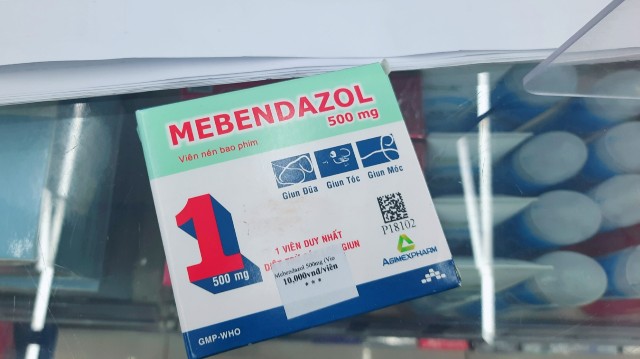 MEBENDAZOL
500 mg
Viên nén bao phim
Giun Đũa
Giun Tóc
Giun Móc
P18102
1
500 mg
1 VIÊN DUY NHẤT
GIUN
Mebendazol 500mg (Vie
10,000vnđ/viên
***
AGIMEXPHARM
GMP-WHO